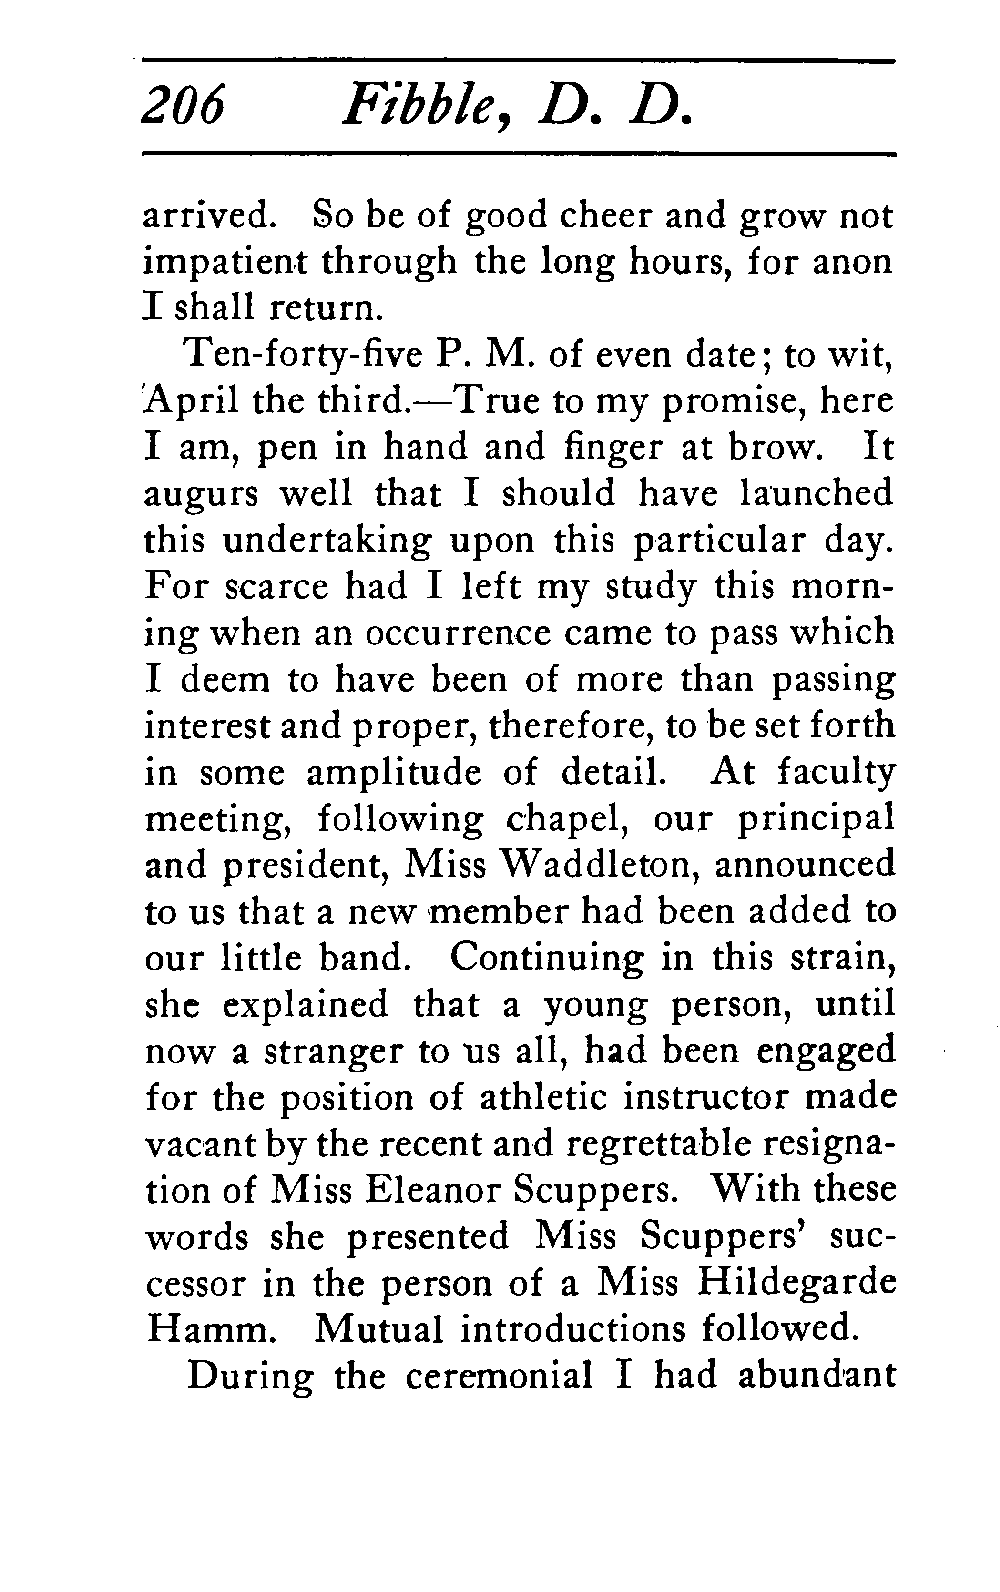 206 Fibble, D. D.
arrived. So be of good cheer and grow not
impatient through the long hours, for anon
I shall return.
Ten-forty-five P. M. of even date; to wit,
April the third.—True to my promise, here
I am, pen in hand and finger at brow. It
augurs well that I should have launched
this undertaking upon this particular day.
For scarce had I left my study this morn-
ing when an occurrence came to pass which
I deem to have been of more than passing
interest and proper, therefore, to be set forth
in some amplitude of detail. At faculty
meeting, following chapel, our principal
and president, Miss Waddleton, announced
to us that a new member had been added to
our little band. Continuing in this strain,
she explained that a young person, until
now a stranger to us all, had been engaged
for the position of athletic instructor made
vacant by the recent and regrettable resigna-
tion of Miss Eleanor Scuppers. With these
words she presented Miss Scuppers' suc-
cessor in the person of a Miss Hildegarde
Hamm. Mutual introductions followed.
During the ceremonial I had abundant